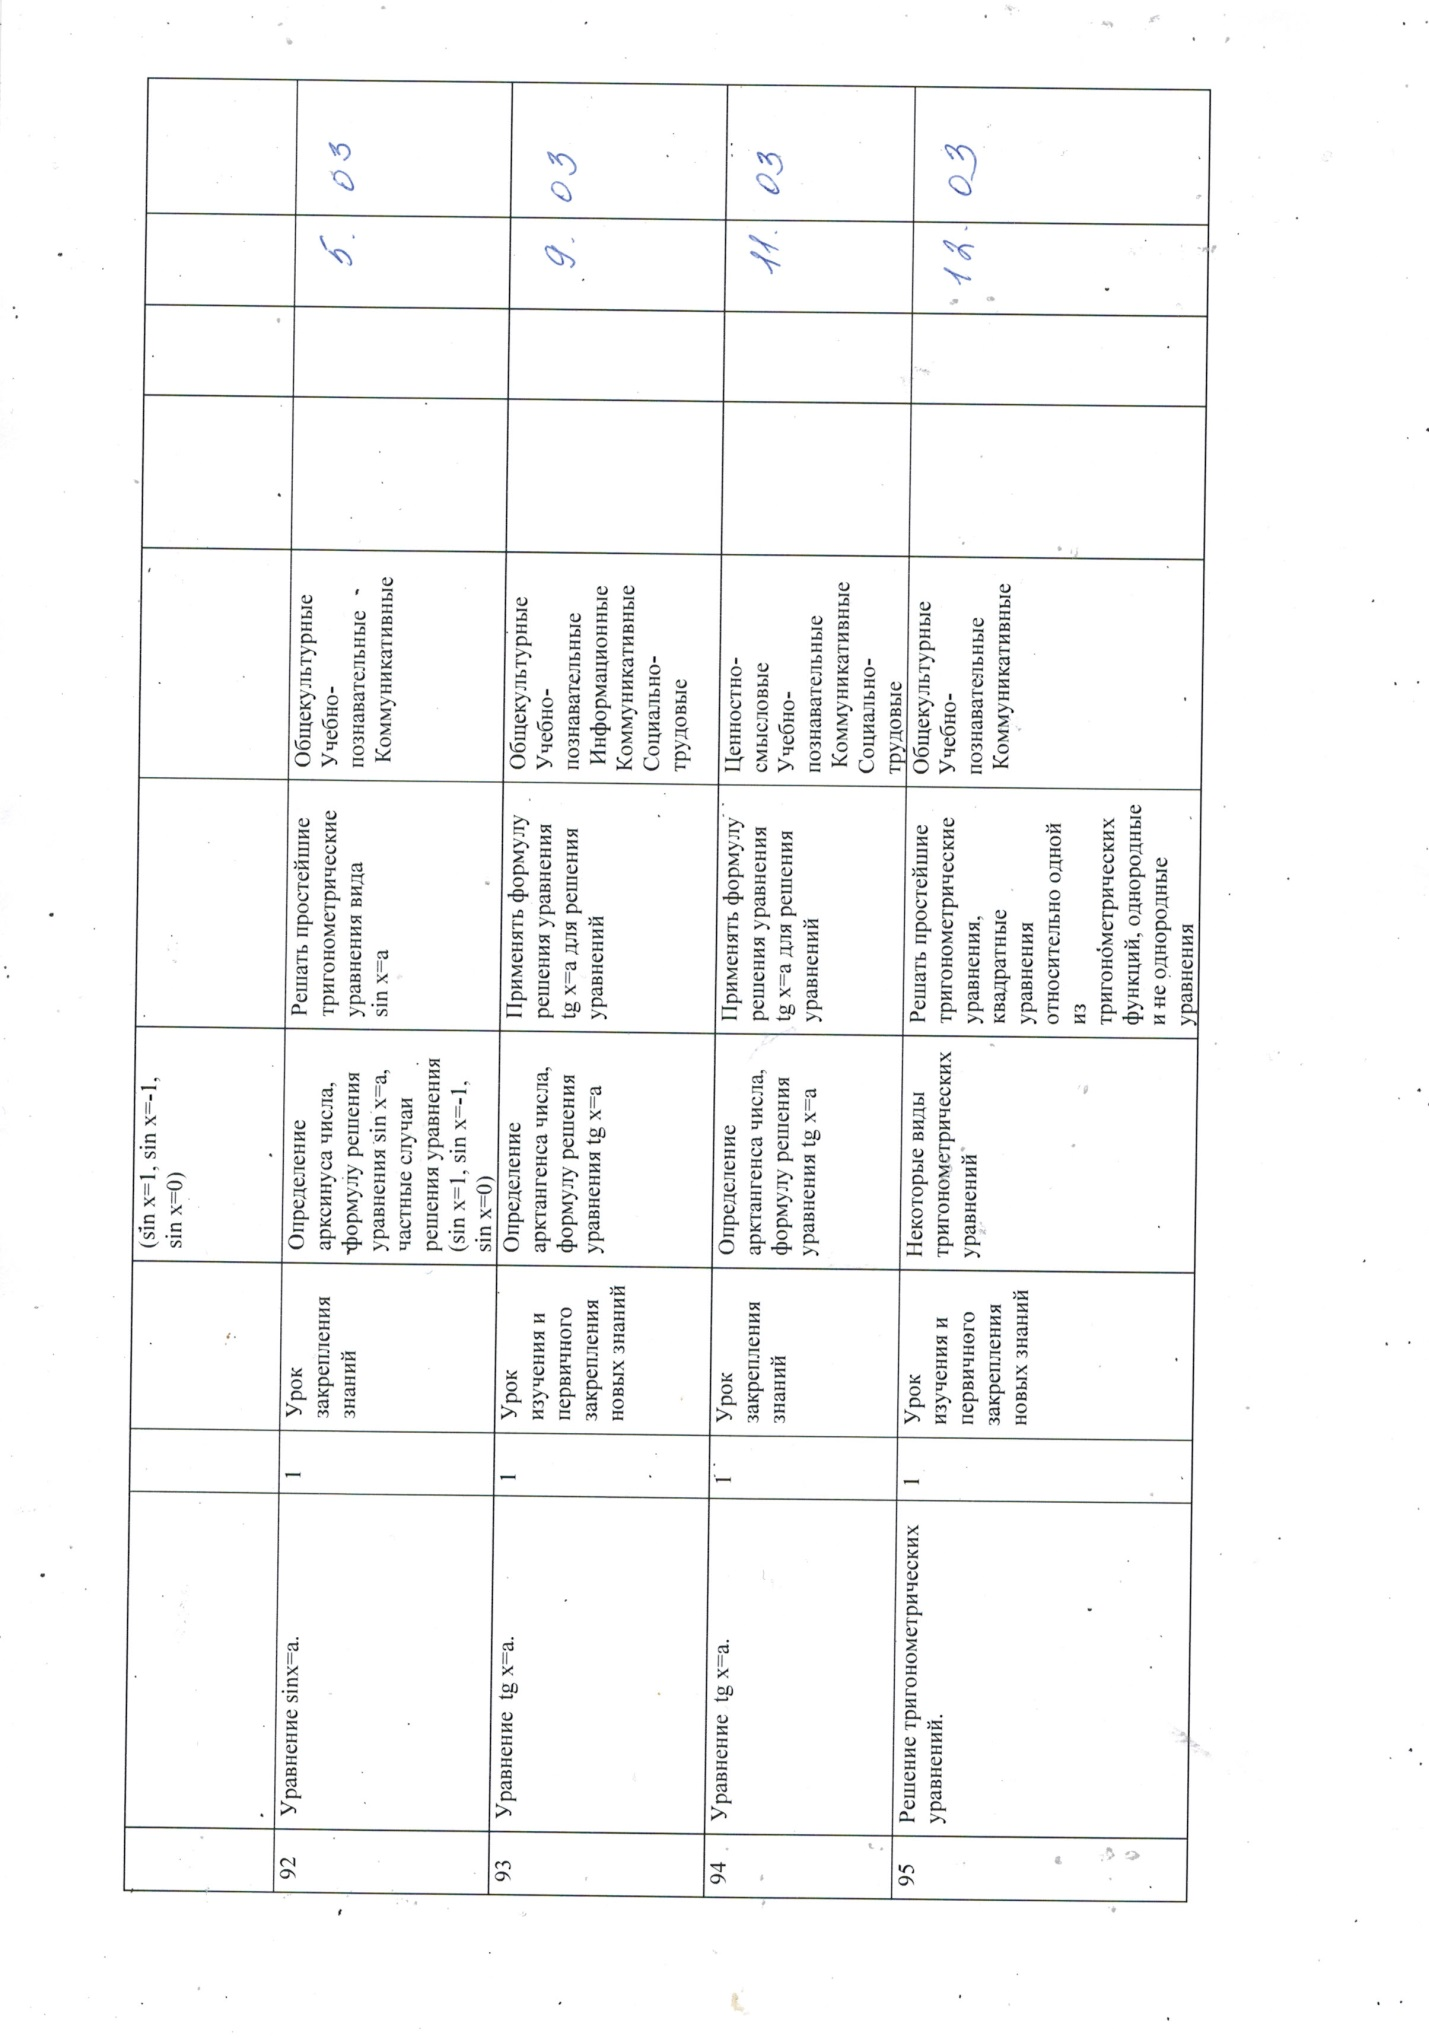 (sin x=1, sin x=-1,
sin x=0)
92
Уравнение sinx=a.
1
Урок
закрепления
знаний
Определение
арксинуса числа,
формулу решения
уравнения sin x=a,
частные случаи
решения уравнения
(sin x=1, sin x=-1,
sin x=0)
Решать простейшие
тригонометрические
уравнения вида
sin x=a
Общекультурные
Учебно-
познавательные
Коммуникативные
5.
03
93
Уравнение tg x=a.
1
Урок
изучения и
первичного
закрепления
новых знаний
Определение
арктангенса числа,
формулу решения
уравнения tg x=a
Применять формулу
решения уравнения
tg x=a для решения
уравнений
Общекультурные
Учебно-
познавательные
Информационные
Коммуникативные
Социально-
трудовые
9.
03
94
Уравнение tg x=a.
1
Урок
закрепления
знаний
Определение
арктангенса числа,
формулу решения
уравнения tg x=a
Применять формулу
решения уравнения
tg x=a для решения
уравнений
Ценностно-
смысловые
Учебно-
познавательные
Коммуникативные
Социально-
трудовые
11.
03
95
Решение тригонометрических
уравнений.
1
Урок
изучения и
первичного
закрепления
новых знаний
Некоторые виды
тригонометрических
уравнений
Решать простейшие
тригонометрические
уравнения,
квадратные
уравнения
относительно одной
из
тригонометрических
функций, однородные
и не однородные
уравнения
Общекультурные
Учебно-
познавательные
Коммуникативные
12.
03